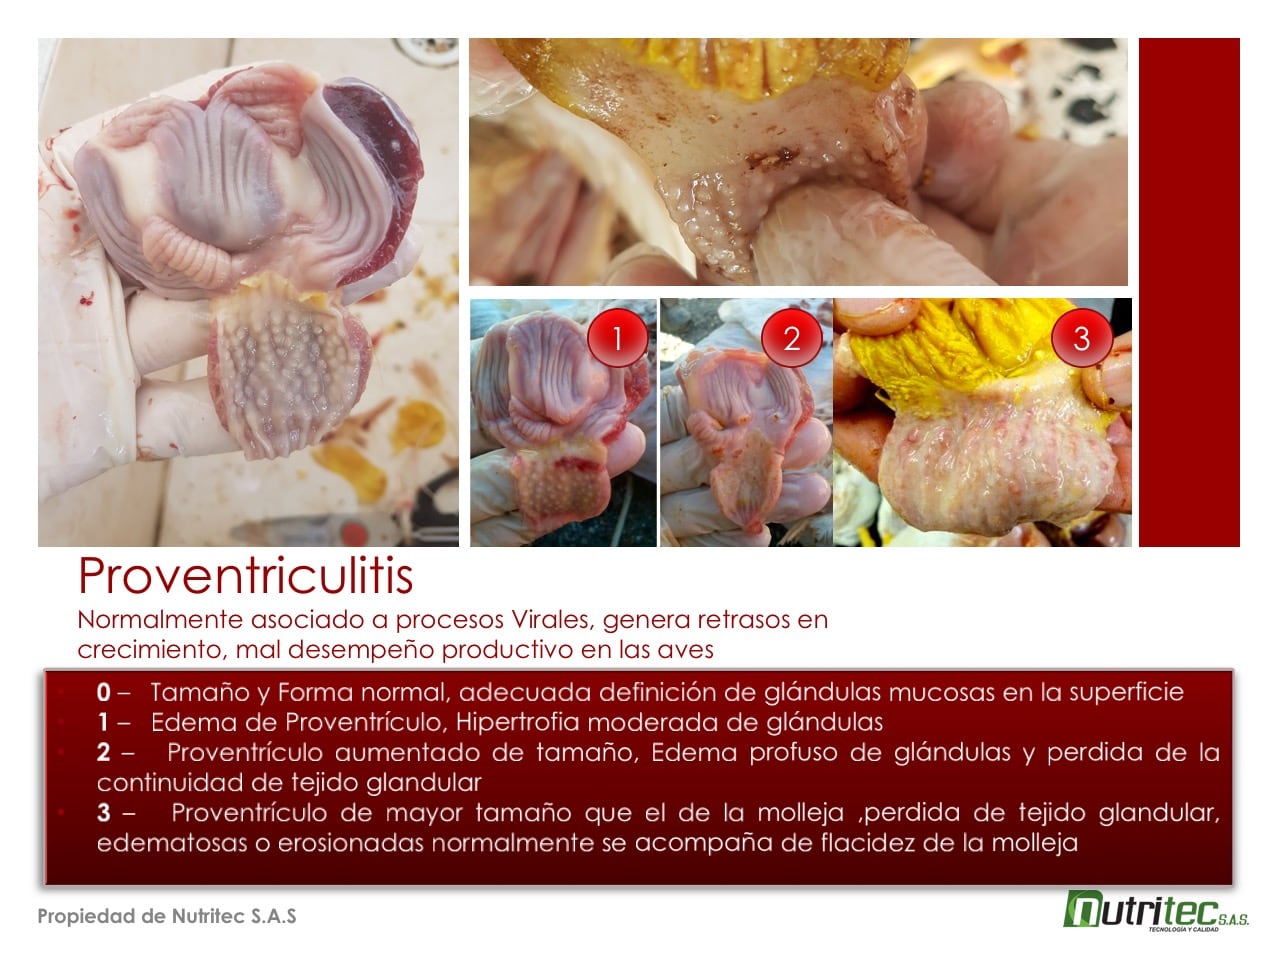 1
2
3
Proventriculitis
Normalmente asociado a procesos Virales, genera retrasos en
crecimiento, mal desempeño productivo en las aves
0 – Tamaño y Forma normal, adecuada definición de glándulas mucosas en la superficie
1 – Edema de Proventrículo, Hipertrofia moderada de glándulas
2 – Proventrículo aumentado de tamaño, Edema profuso de glándulas y perdida de la
continuidad de tejido glandular
3 – Proventrículo de mayor tamaño que el de la molleja ,perdida de tejido glandular,
edematosas o erosionadas normalmente se acompaña de flacidez de la molleja
Propiedad de Nutritec S.A.S
nutritec S.A.S.
TECNOLOGÍA Y CALIDAD